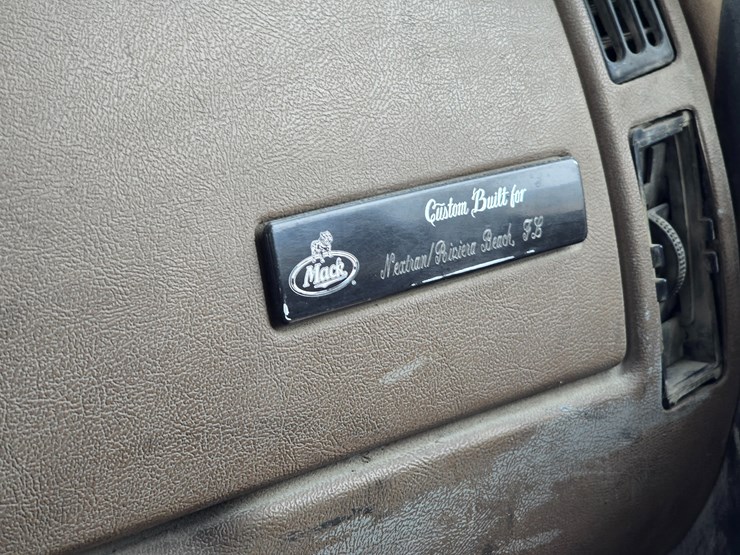 Custom Built for
Mack
Nextran/Riviera Beach, FL